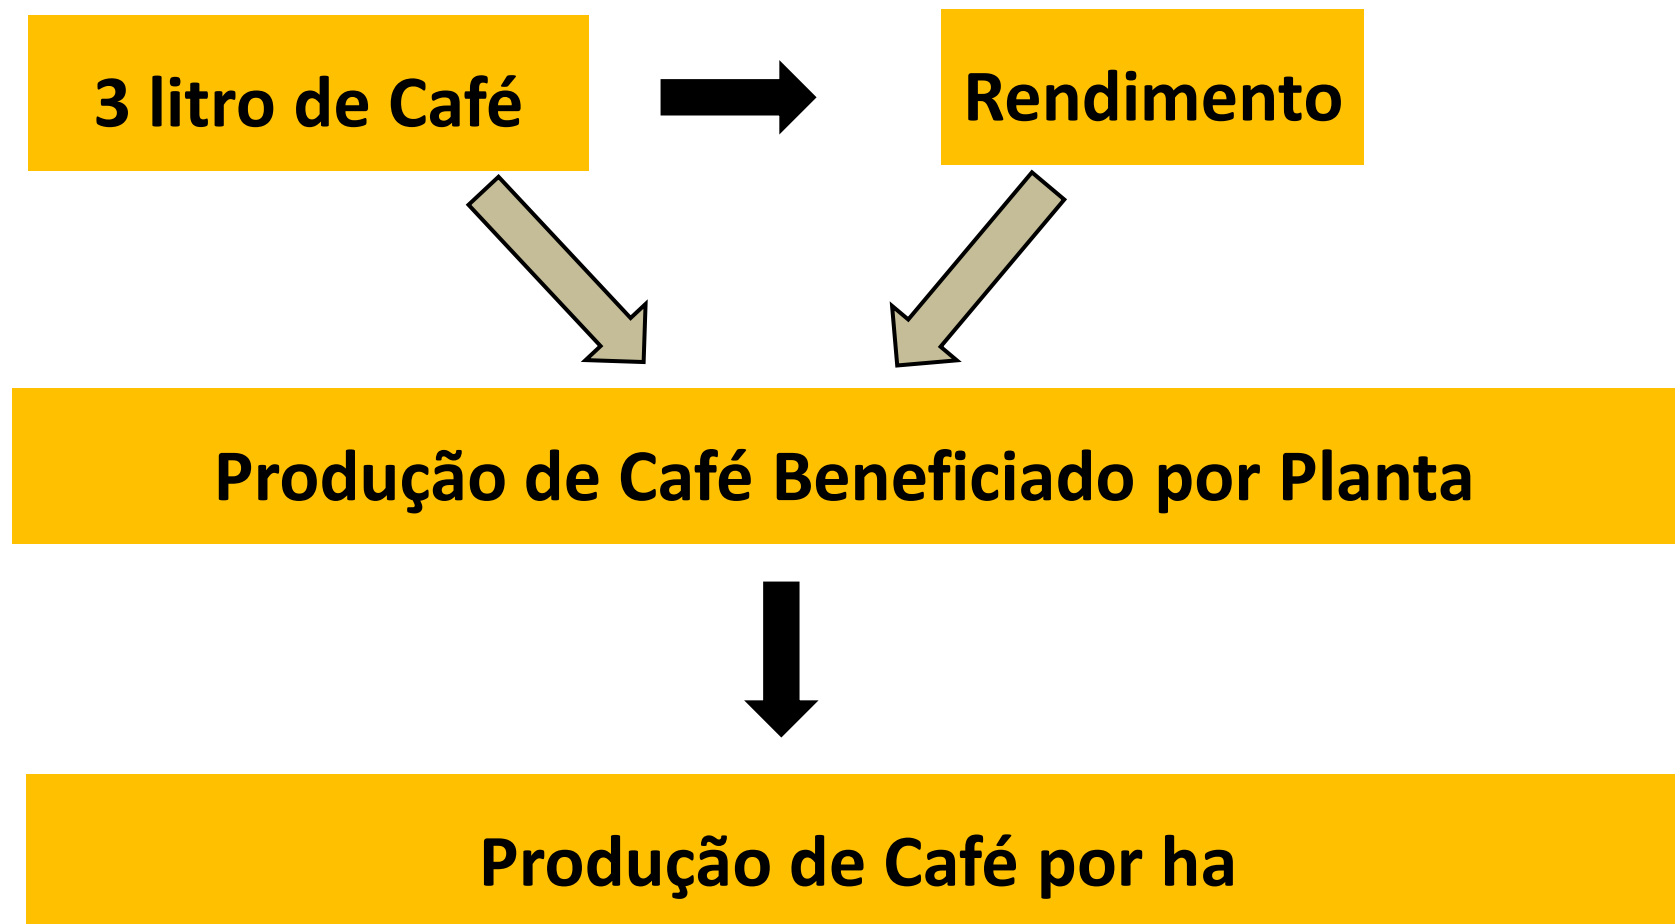 3 litro de Café
Rendimento
Produção de Café Beneficiado por Planta
Produção de Café por ha